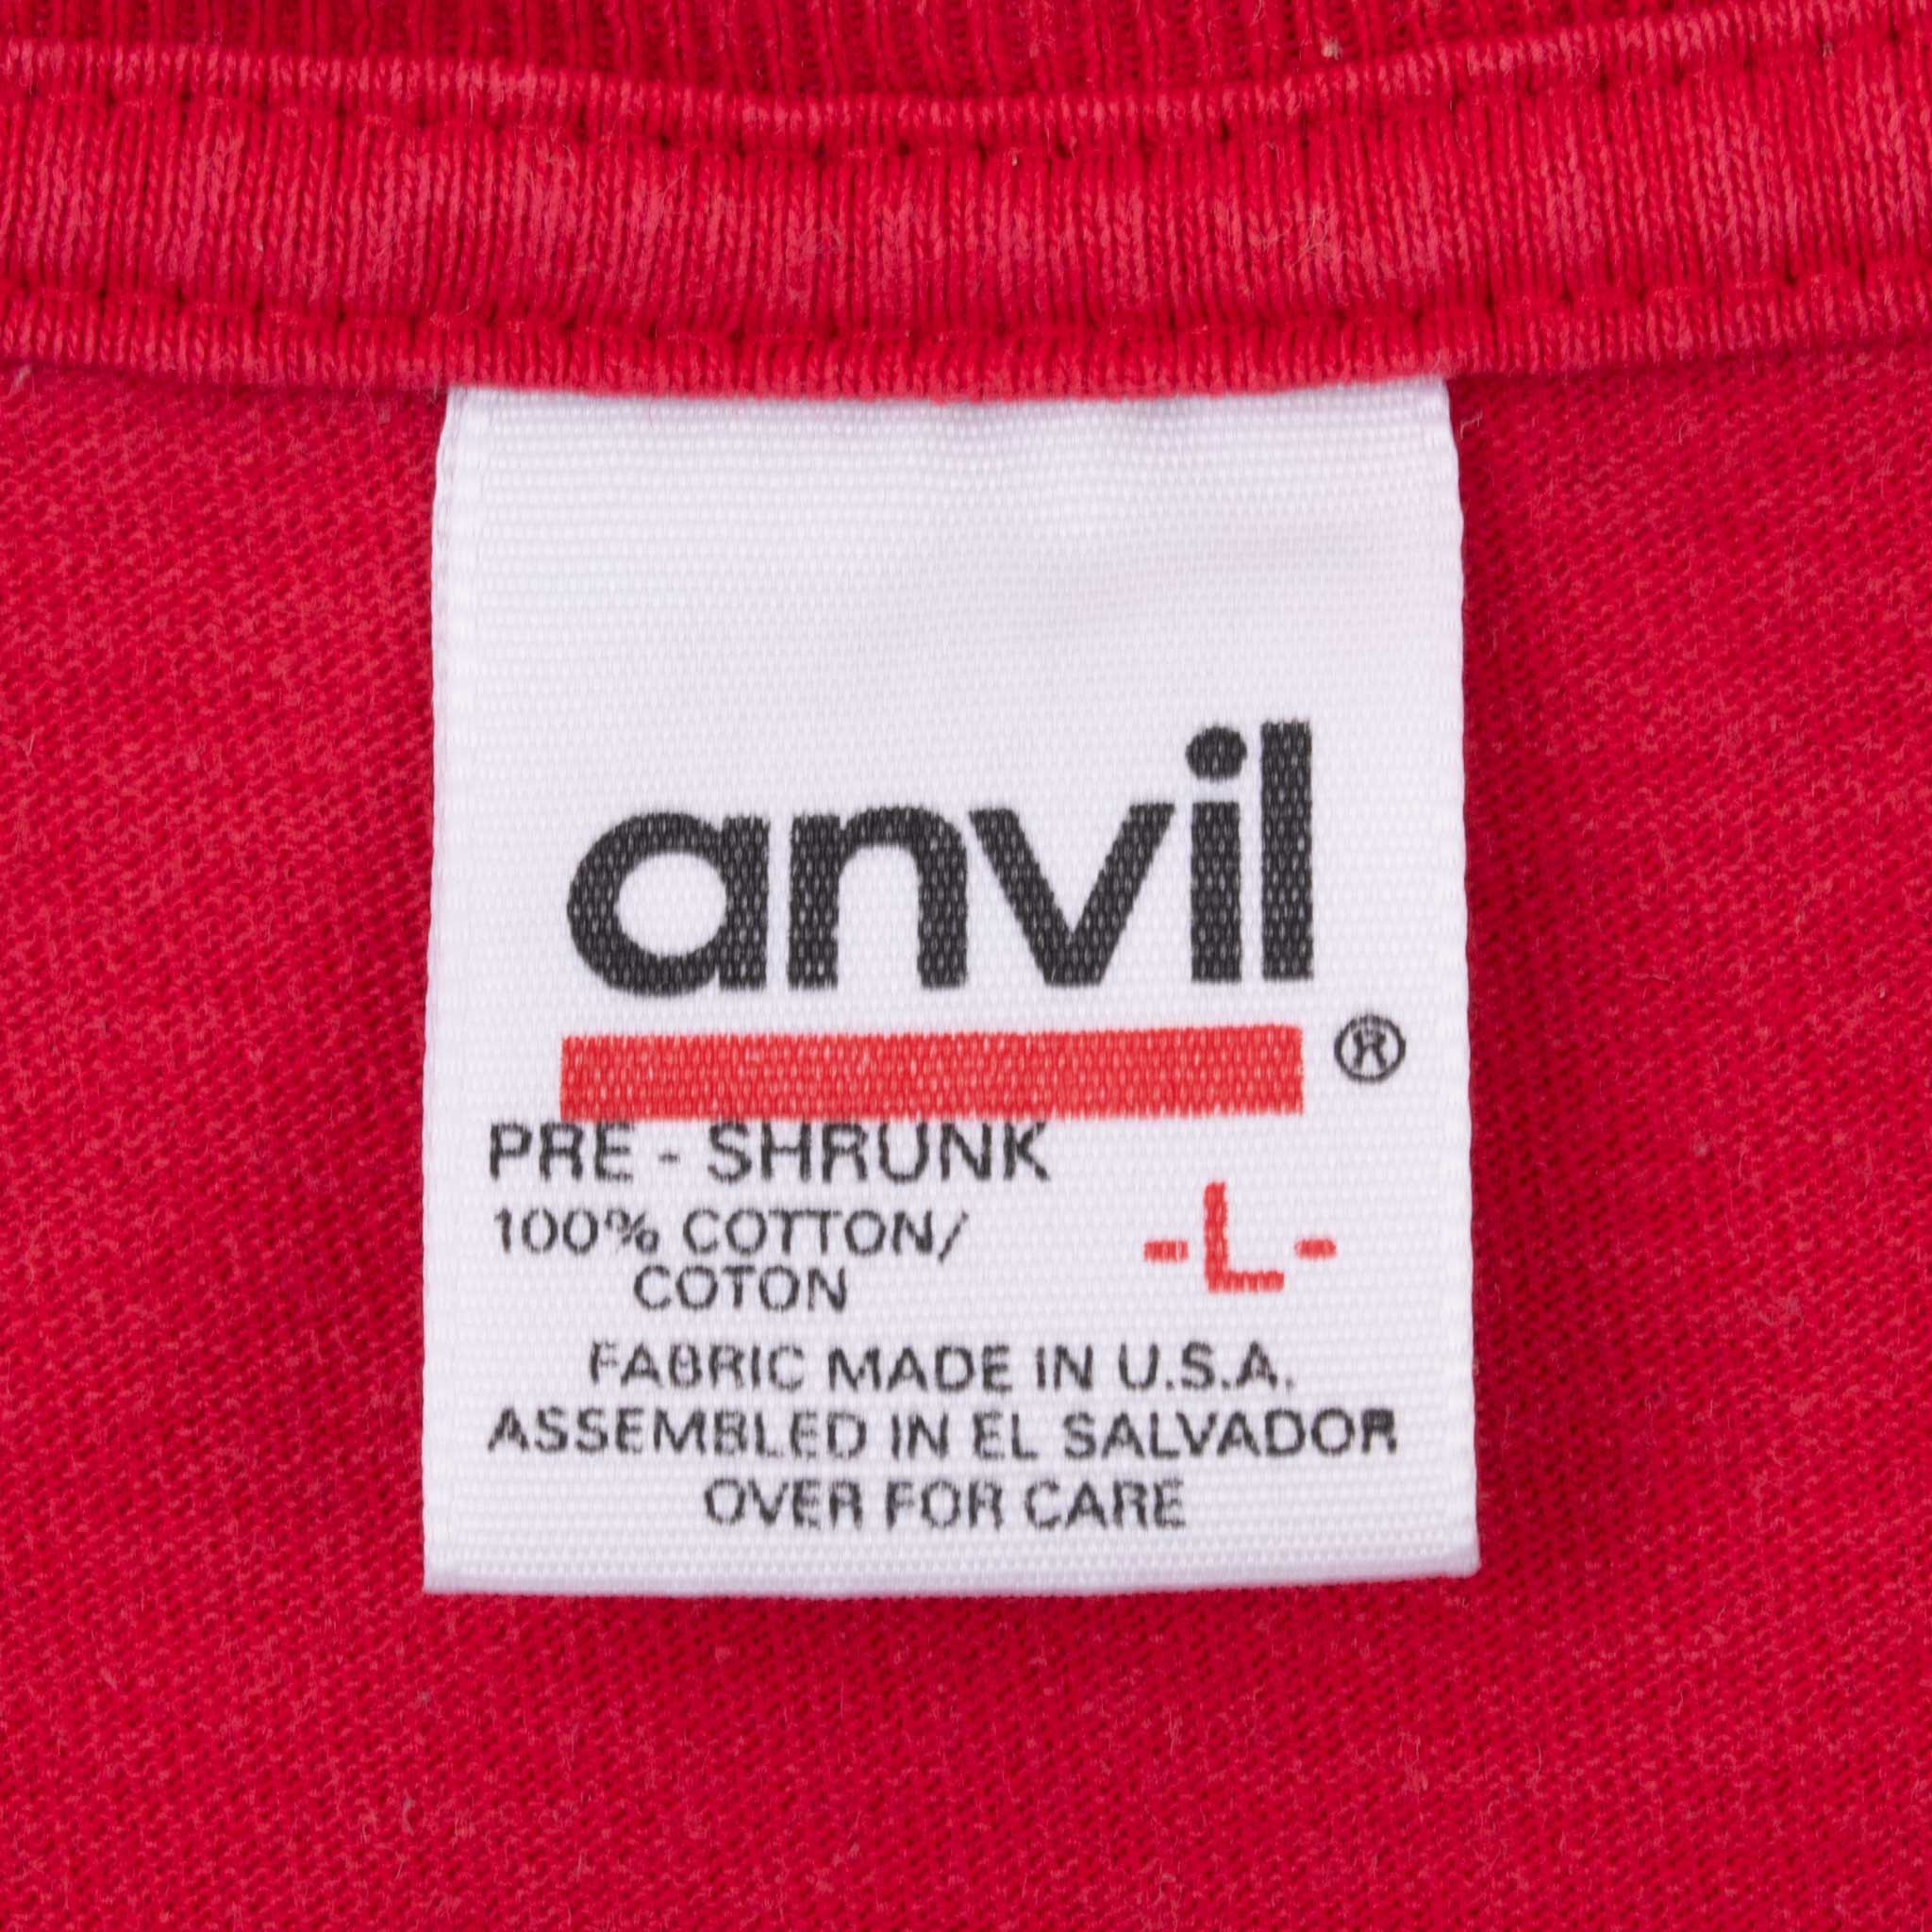 anvil
®
PRE - SHRUNK
100% COTTON/
COTON
-L-
FABRIC MADE IN U.S.A.
ASSEMBLED IN EL SALVADOR
OVER FOR CARE